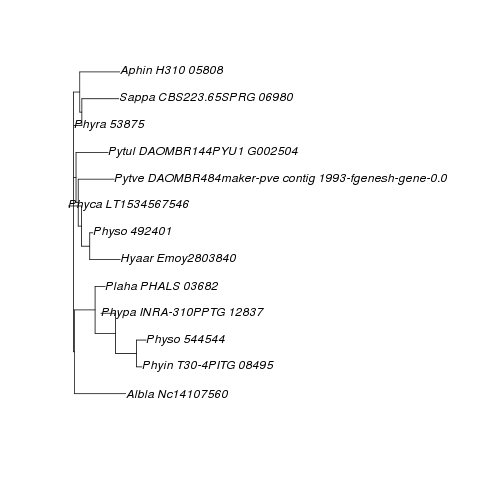 Aphin H310 05808
Sappa CBS223.65SPRG 06980
Phyra 53875
Pytul DAOMBR144PYU1 G002504
Pytve DAOMBR484maker-pve contig 1993-fgenesh-gene-0.0
Phyca LT1534567546
Physo 492401
Hyaar Emoy2803840
Plaha PHALS 03682
Phypa INRA-310PPTG 12837
Physo 544544
Phyin T30-4PITG 08495
Albla Nc14107560